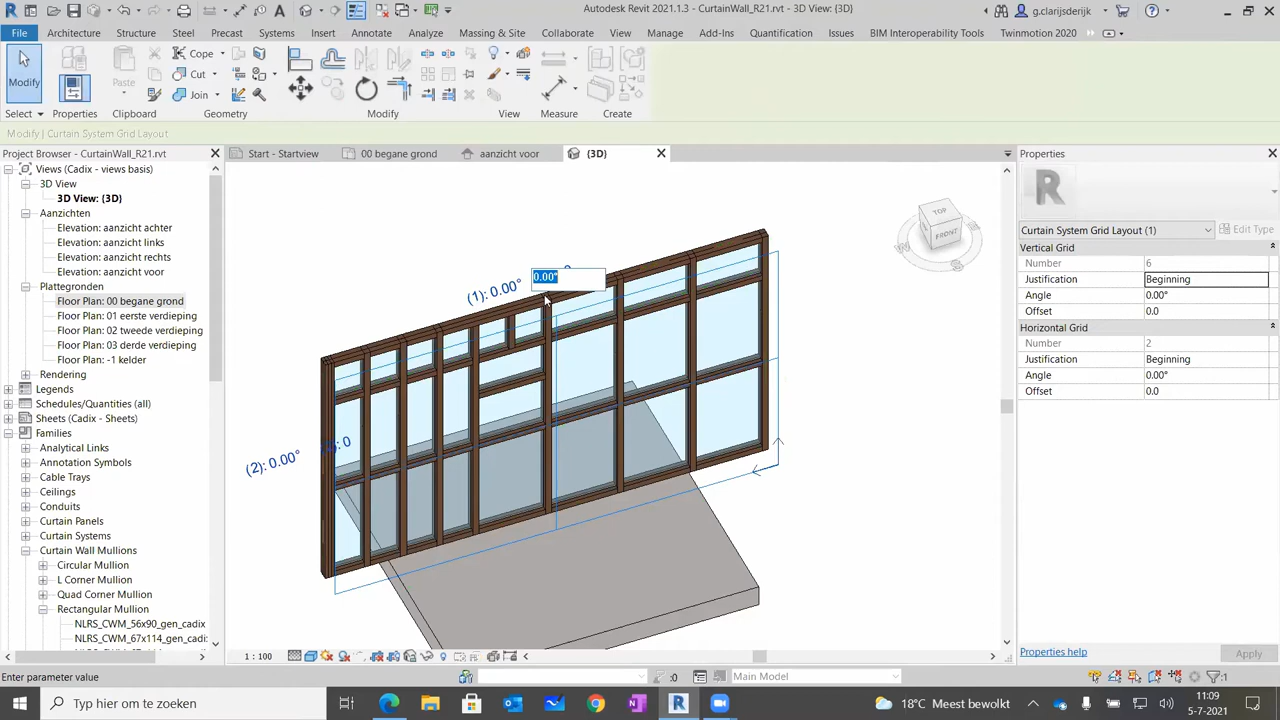 Autodesk Revit 2021.1.3 - CurtainWall_R21.rvt - 3D View: {3D}
g.clarijsderijk
File Architecture Structure Steel Precast Systems Insert Annotate Analyze Massing & Site Collaborate View Manage Add-Ins Quantification Issues BIM Interoperability Tools Twinmotion 2020
Cope
Cut
Join
Modify
Paste
Select Properties Clipboard Geometry Modify View Measure Create
Modify | Curtain System Grid Layout
Project Browser - CurtainWall_R21.rvt
Start - Startview
00 begane grond
aanzicht voor
{3D}
Properties
Views (Cadix - views basis)
3D View
3D View: {3D}
Aanzichten
Elevation: aanzicht achter
Elevation: aanzicht links
Elevation: aanzicht rechts
Elevation: aanzicht voor
Plattegronden
Floor Plan: 00 begane grond
Floor Plan: 01 eerste verdieping
Floor Plan: 02 tweede verdieping
Floor Plan: 03 derde verdieping
Floor Plan: -1 kelder
Rendering
Legends
Schedules/Quantities (all)
Sheets (Cadix - Sheets)
Families
Analytical Links
Annotation Symbols
Cable Trays
Ceilings
Conduits
Curtain Panels
Curtain Systems
Curtain Wall Mullions
Circular Mullion
L Corner Mullion
Quad Corner Mullion
Rectangular Mullion
NLRS_CWM_56x90_gen_cadix
NLRS_CWM_67x114_gen_cadix:
TOP
FRONT
W
S
0.00°
(1): 0.00°
(2): 0.00°
Curtain System Grid Layout (1)
Edit Type
Vertical Grid
Number 6
Justification Beginning
Angle 0.00°
Offset 0.0
Horizontal Grid
Number 2
Justification Beginning
Angle 0.00°
Offset 0.0
Properties help
Apply
1 : 100
Enter parameter value
:0
Main Model
Typ hier om te zoeken
18°C Meest bewolkt
11:09
5-7-2021